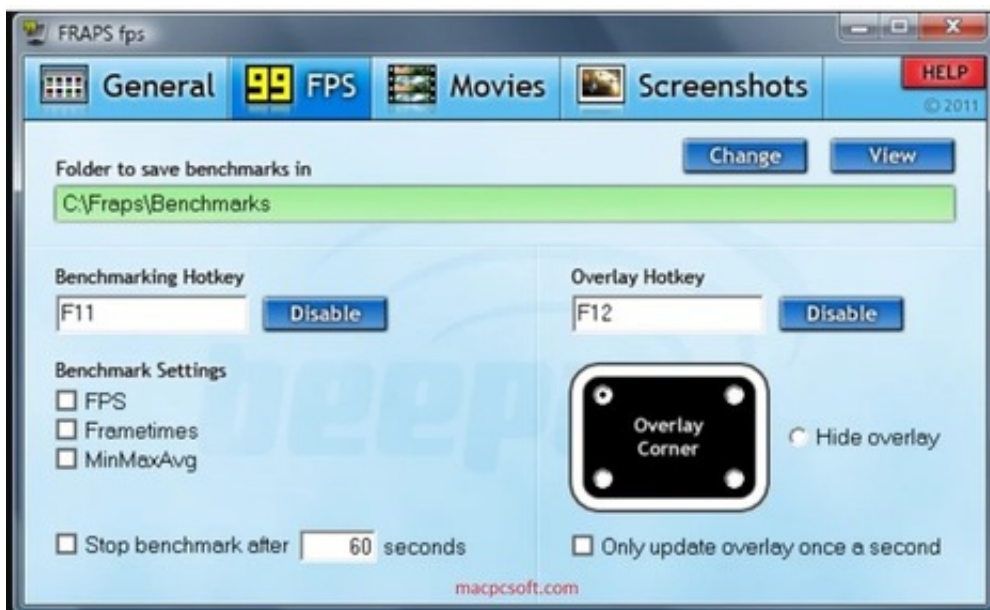 FRAPS fps
General
99 FPS
Movies
Screenshots
HELP
© 2011
Folder to save benchmarks in
Change
View
C:\Fraps\Benchmarks
Benchmarking Hotkey
F11
Disable
Overlay Hotkey
F12
Disable
Benchmark Settings
FPS
Frametimes
MinMaxAvg
Overlay
Corner
Hide overlay
Stop benchmark after 60 seconds
Only update overlay once a second
macpcsoft.com